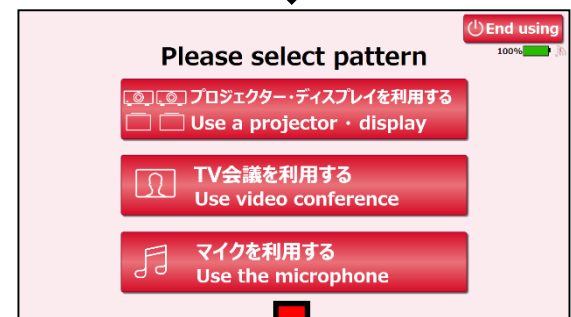 End using
100%
Please select pattern
プロジェクター・ディスプレイを利用する
Use a projector・display
TV会議を利用する
Use video conference
マイクを利用する
Use the microphone